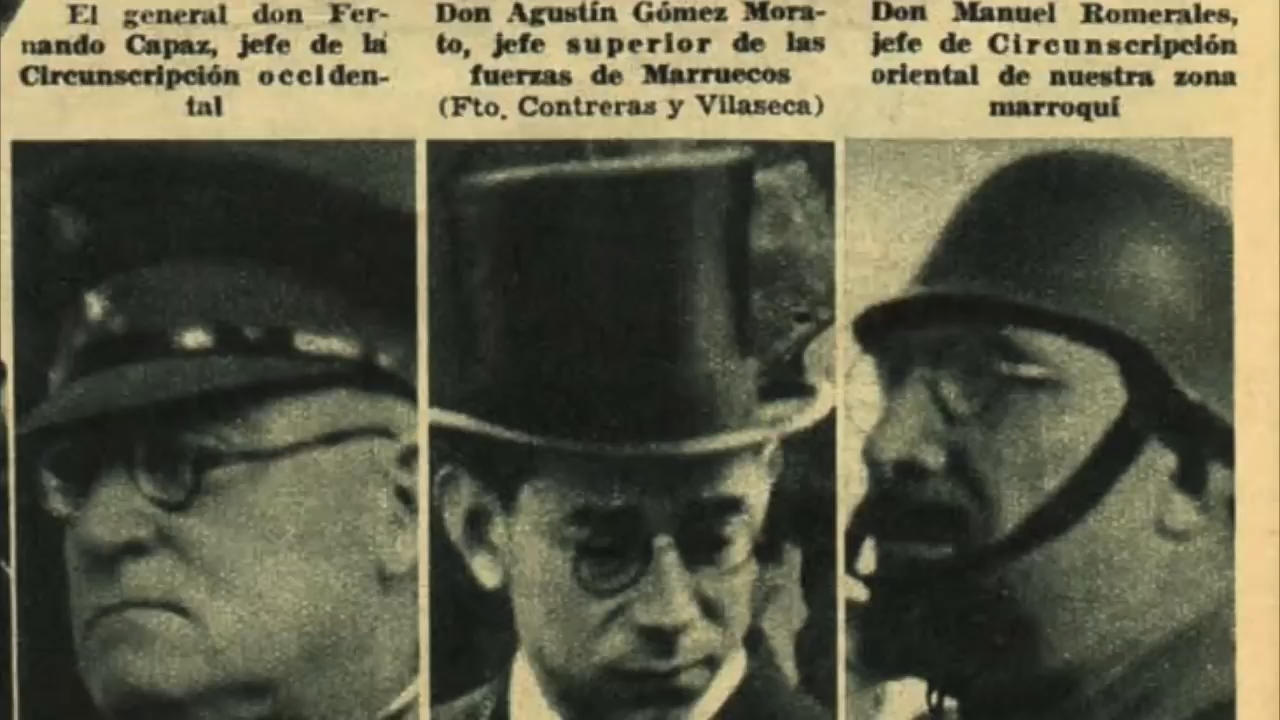 El general don Fer-
nando Capaz, jefe de la
Circunscripción occiden-
tal
Don Agustín Gómez Mora-
to, jefe superior de las
fuerzas de Marruecos
(Fto. Contreras y Vilaseca)
Don Manuel Romerales,
jefe de Circunscripción
oriental de nuestra zona
marroquí